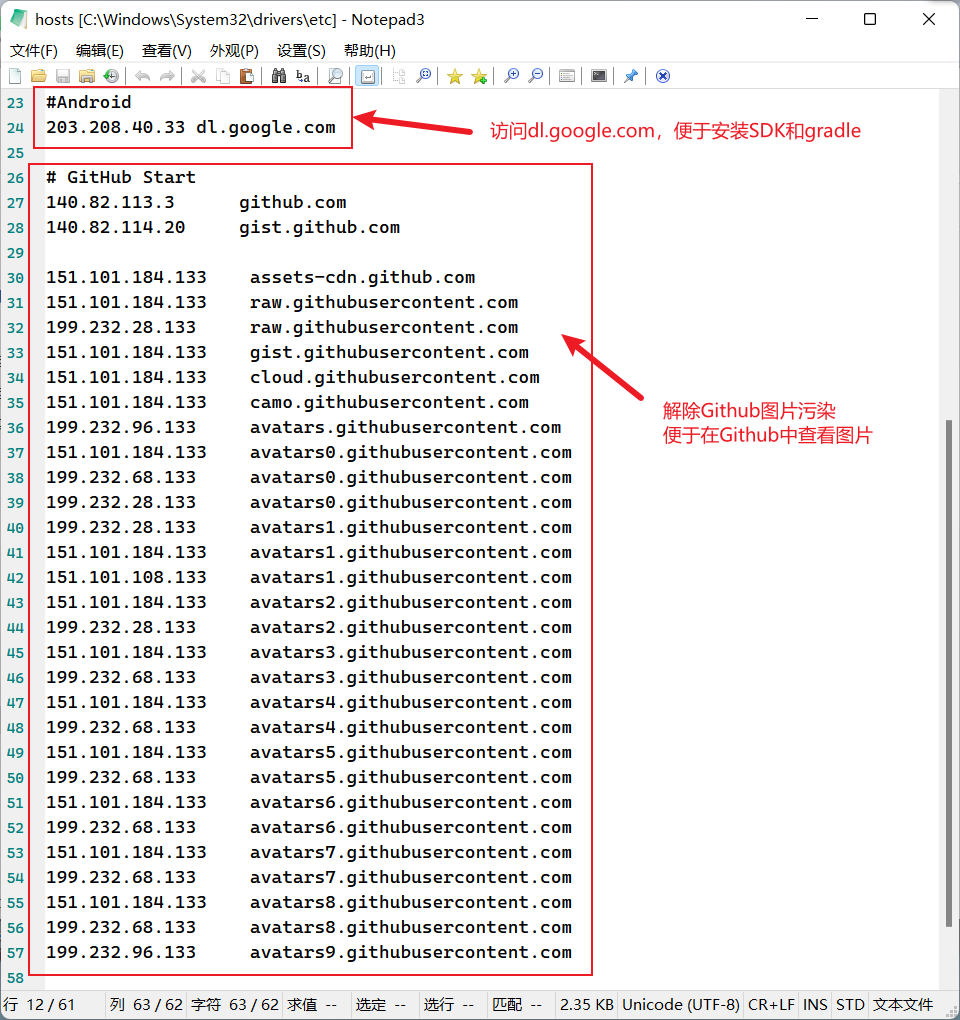 hosts [C:\Windows\System32\drivers\etc] - Notepad3
文件(F) 编辑(E) 查看(V) 外观(P) 设置(S) 帮助(H)
23 #Android
24 203.208.40.33 dl.google.com
访问dl.google.com，便于安装SDK和gradle
25
26 # GitHub Start
27 140.82.113.3 github.com
28 140.82.114.20 gist.github.com
29
30 151.101.184.133 assets-cdn.github.com
31 151.101.184.133 raw.githubusercontent.com
32 199.232.28.133 raw.githubusercontent.com
33 151.101.184.133 gist.githubusercontent.com
34 151.101.184.133 cloud.githubusercontent.com
35 151.101.184.133 camo.githubusercontent.com
解除Github图片污染
36 199.232.96.133 avatars.githubusercontent.com
便于在Github中查看图片
37 151.101.184.133 avatars0.githubusercontent.com
38 199.232.68.133 avatars0.githubusercontent.com
39 199.232.28.133 avatars0.githubusercontent.com
40 199.232.28.133 avatars1.githubusercontent.com
41 151.101.184.133 avatars1.githubusercontent.com
42 151.101.108.133 avatars1.githubusercontent.com
43 151.101.184.133 avatars2.githubusercontent.com
44 199.232.28.133 avatars2.githubusercontent.com
45 151.101.184.133 avatars3.githubusercontent.com
46 199.232.68.133 avatars3.githubusercontent.com
47 151.101.184.133 avatars4.githubusercontent.com
48 199.232.68.133 avatars4.githubusercontent.com
49 151.101.184.133 avatars5.githubusercontent.com
50 199.232.68.133 avatars5.githubusercontent.com
51 151.101.184.133 avatars6.githubusercontent.com
52 199.232.68.133 avatars6.githubusercontent.com
53 151.101.184.133 avatars7.githubusercontent.com
54 199.232.68.133 avatars7.githubusercontent.com
55 151.101.184.133 avatars8.githubusercontent.com
56 199.232.68.133 avatars8.githubusercontent.com
57 199.232.96.133 avatars9.githubusercontent.com
58
行 12 / 61 列 63 / 62 字符 63 / 62 求值 -- 选定 -- 选行 -- 匹配 -- 2.35 KB Unicode (UTF-8) CR+LF INS STD 文本文件